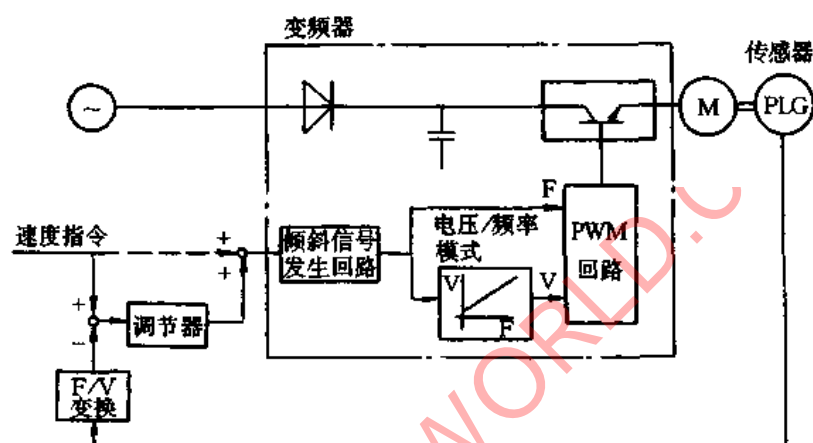 变频器
传感器
~
M
PLG
F
速度指令
+
+
倾斜信号
发生回路
电压/频率
模式
PWM
回路
V
F
V
+
-
调节器
F/V
变换
WORLD.C